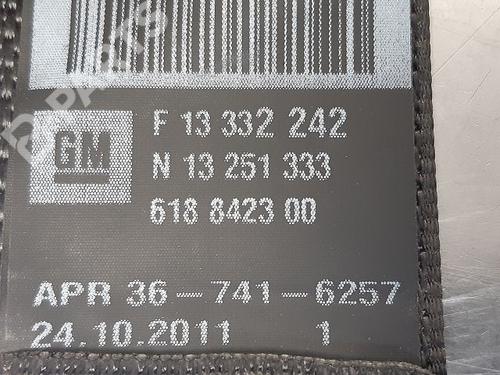 F 13 332 242
GM
N 13 251 333
618 8423 00
APR 36-741-6257
24.10.2011 1